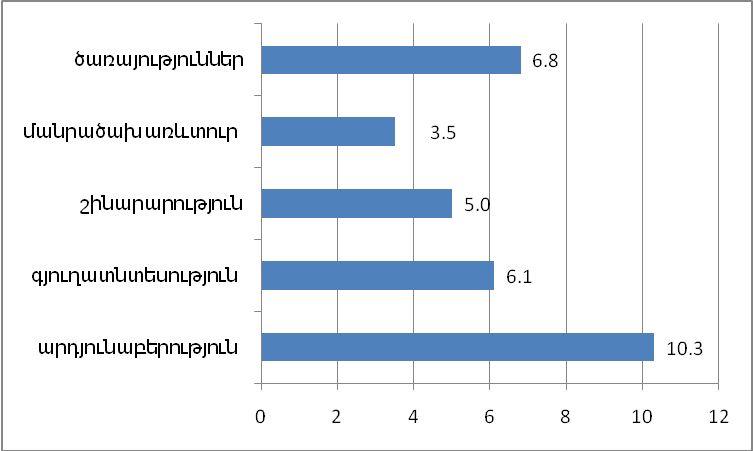 ծառայություններ 6.8
մանրածախ առևտուր 3.5
շինարարություն 5.0
գյուղատնտեսություն 6.1
արդյունաբերություն 10.3
0 2 4 6 8 10 12